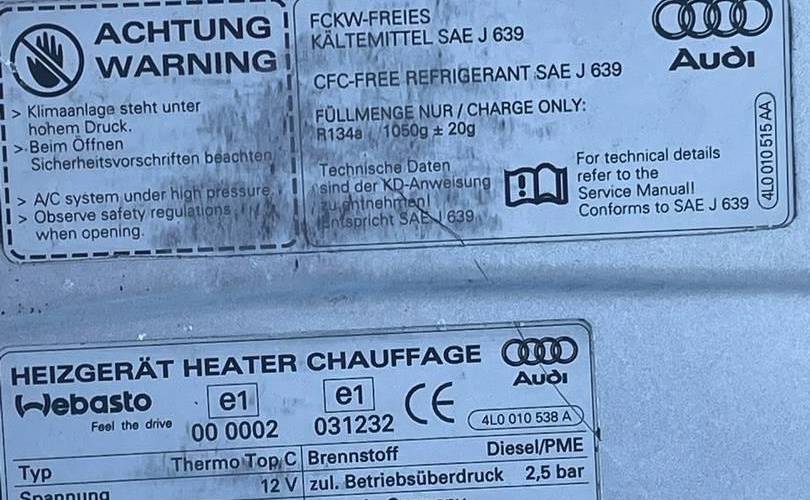 ACHTUNG
WARNING
> Klimaanlage steht unter
hohem Druck.
> Beim Öffnen
Sicherheitsvorschriften beachten
> A/C system under high pressure.
> Observe safety regulations
when opening.
FCKW-FREIES
KÄLTEMITTEL SAE J 639
CFC-FREE REFRIGERANT SAE J 639
FÜLLMENGE NUR / CHARGE ONLY:
R134a / 1050g ± 20g
Technische Daten
sind der KD-Anweisung
zu entnehmen!
Entspricht SAE J 639
For technical details
refer to the
Service Manual!
Conforms to SAE J 639
Audi
4L0 010 515 AA
HEIZGERÄT HEATER CHAUFFAGE
Audi
Webasto
Feel the drive
e1
00 0002
e1
031232
CE
4L0 010 538 A
Typ Thermo Top C
Brennstoff Diesel/PME
Spannung 12 V
zul. Betriebsüberdruck 2,5 bar